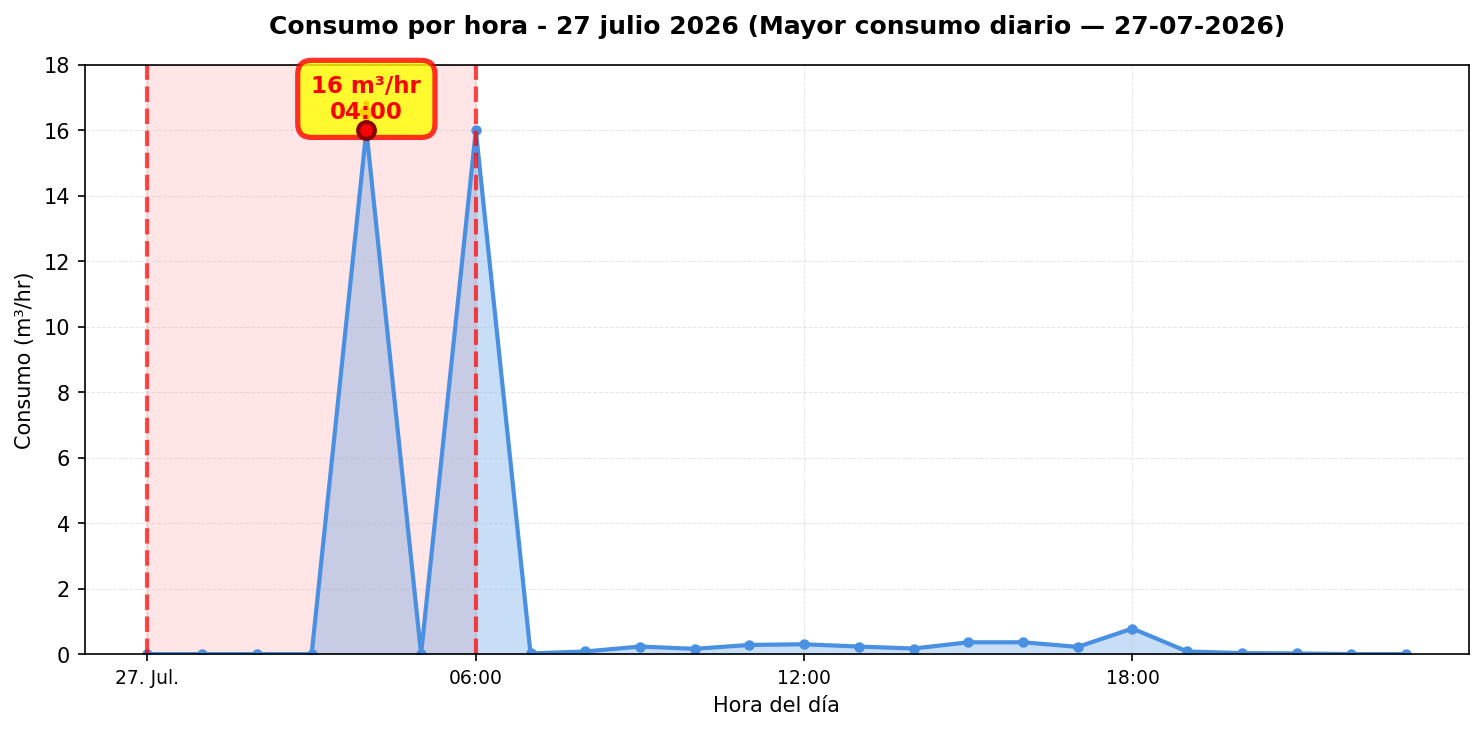 Consumo por hora - 27 julio 2026 (Mayor consumo diario — 27-07-2026)
16 m³/hr
04:00
18
16
14
12
10
8
6
4
2
0
Consumo (m³/hr)
27. Jul.
06:00
12:00
18:00
Hora del día